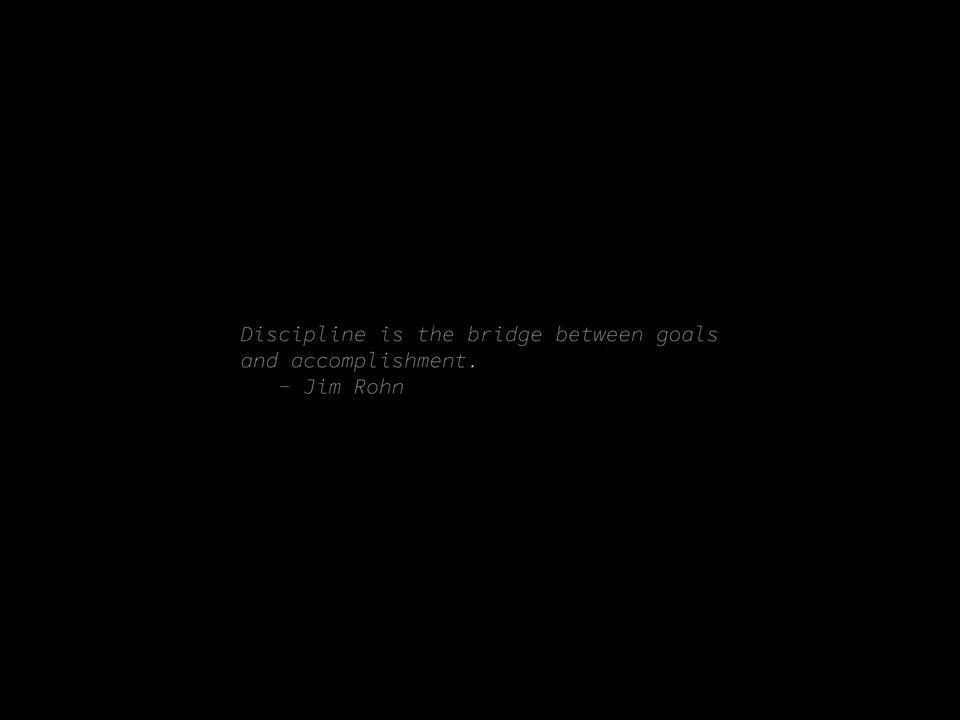 Discipline is the bridge between goals
and accomplishment.
- Jim Rohn